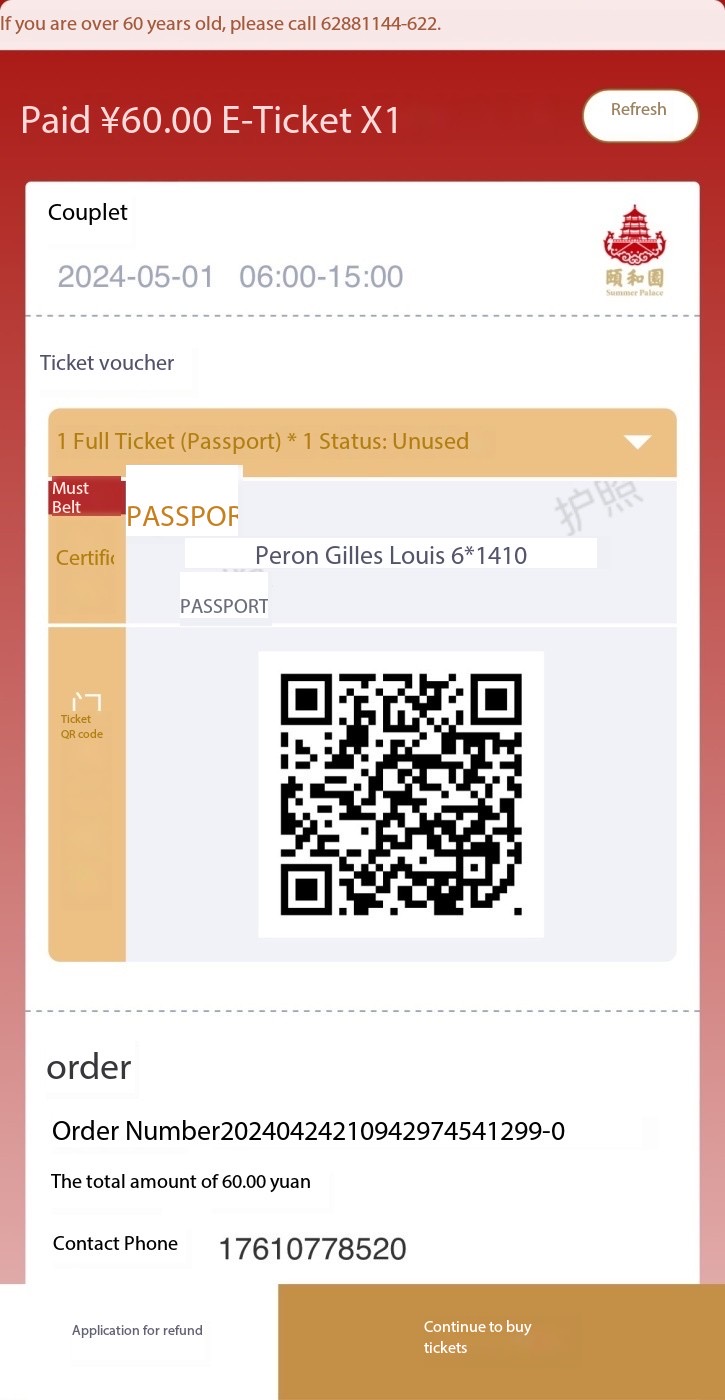 If you are over 60 years old, please call 62881144-622.
Paid ¥60.00 E-Ticket X1
Refresh
Couplet
2024-05-01 06:00-15:00
頤和園
Summer Palace
Ticket voucher
1 Full Ticket (Passport) * 1 Status: Unused
Must
Belt
PASSPOR
护照
Certific
Peron Gilles Louis 6*1410
PASSPORT
Ticket
QR code
order
Order Number20240424210942974541299-0
The total amount of 60.00 yuan
Contact Phone 17610778520
Application for refund
Continue to buy
tickets